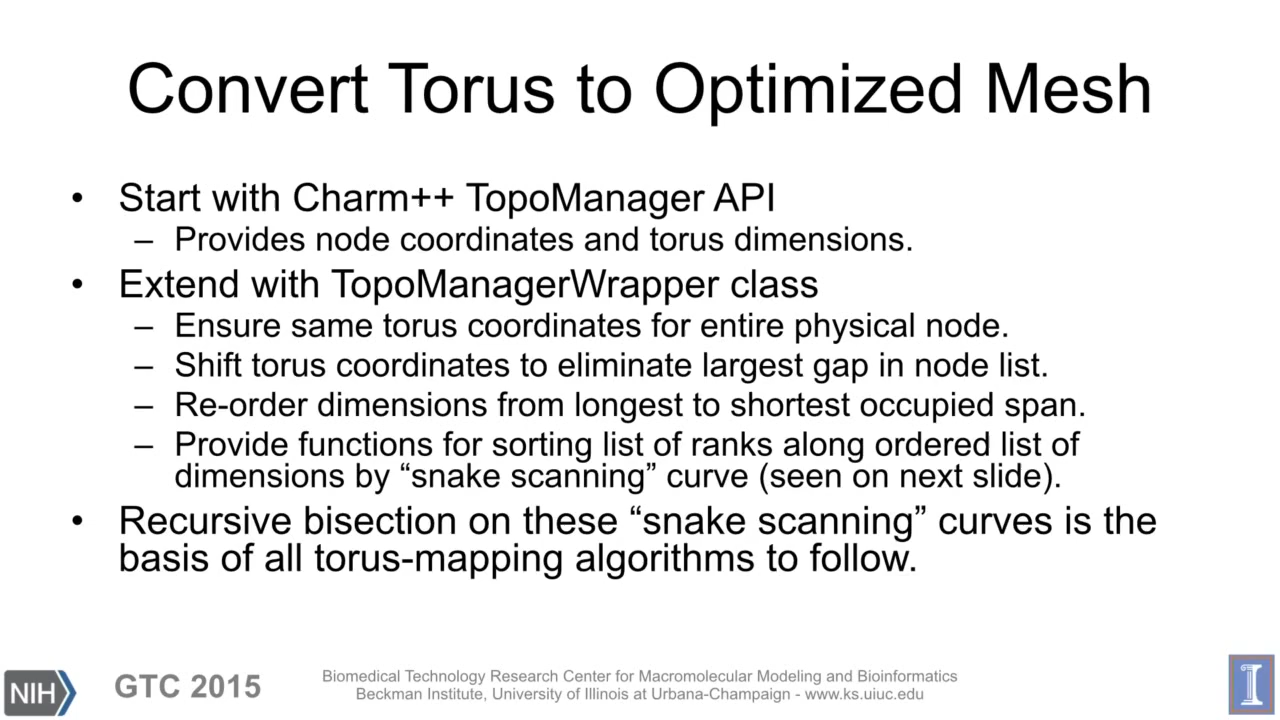 Convert Torus to Optimized Mesh
• Start with Charm++ TopoManager API
– Provides node coordinates and torus dimensions.
• Extend with TopoManagerWrapper class
– Ensure same torus coordinates for entire physical node.
– Shift torus coordinates to eliminate largest gap in node list.
– Re-order dimensions from longest to shortest occupied span.
– Provide functions for sorting list of ranks along ordered list of
dimensions by “snake scanning” curve (seen on next slide).
• Recursive bisection on these “snake scanning” curves is the
basis of all torus-mapping algorithms to follow.
NIH
GTC 2015
Biomedical Technology Research Center for Macromolecular Modeling and Bioinformatics
Beckman Institute, University of Illinois at Urbana-Champaign - www.ks.uiuc.edu
I